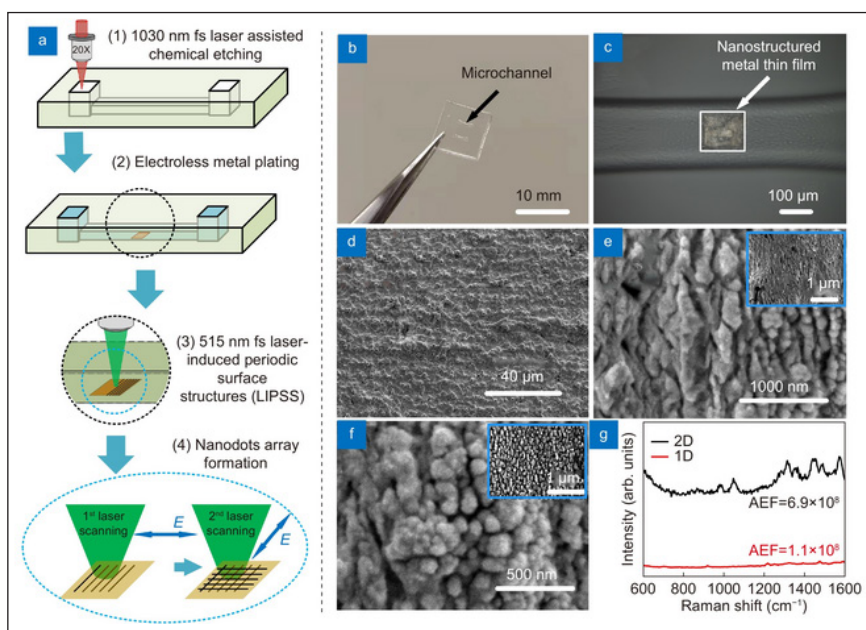 a
(1) 1030 nm fs laser assisted
chemical etching
20X
(2) Electroless metal plating
(3) 515 nm fs laser-
induced periodic
surface
structures (LIPSS)
(4) Nanodots array
formation
1st laser
scanning
E
2nd laser
scanning
E
b
Microchannel
10 mm
c
Nanostructured
metal thin film
100 μm
d
40 μm
e
1 μm
1000 nm
f
1 μm
500 nm
g
2D
1D
AEF=6.9×10⁸
AEF=1.1×10⁸
Intensity (arb. units)
600 800 1000 1200 1400 1600
Raman shift (cm⁻¹)